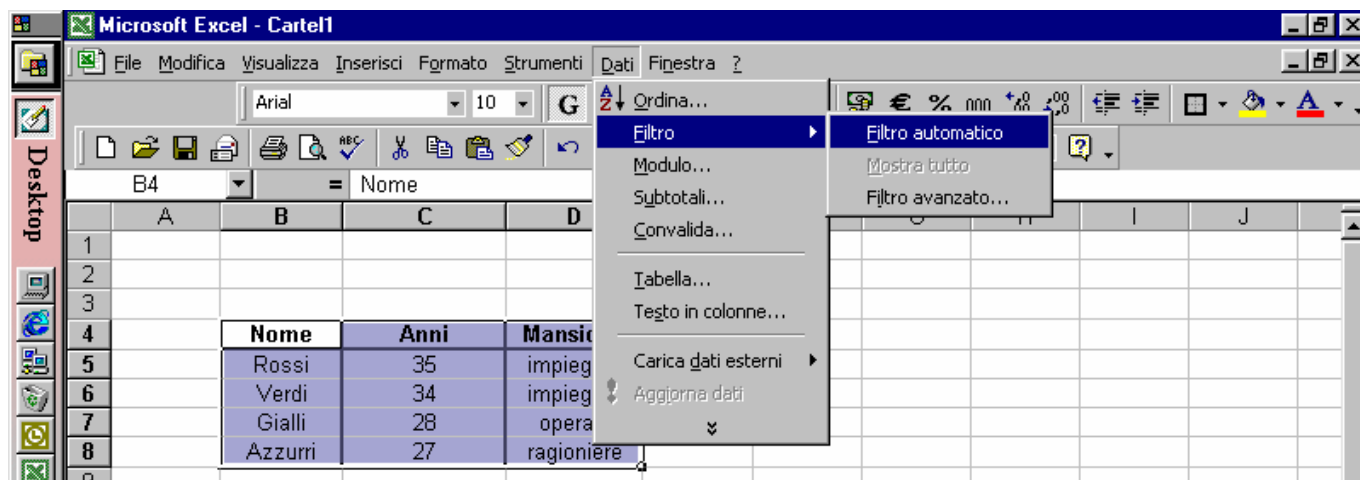 Microsoft Excel - Cartel1
File Modifica Visualizza Inserisci Formato Strumenti Dati Finestra ?
Arial 10 G € % 000
Ordina...
Filtro
Filtro automatico
Modulo...
Mostra tutto
Subtotali...
Filtro avanzato...
Convalida...
Tabella...
Testo in colonne...
Carica dati esterni
Aggiorna dati
Desktop
B4 = Nome
A B C D I J
1
2
3
4 Nome Anni
5 Rossi 35
6 Verdi 34
7 Gialli 28
8 Azzurri 27 ragioniere